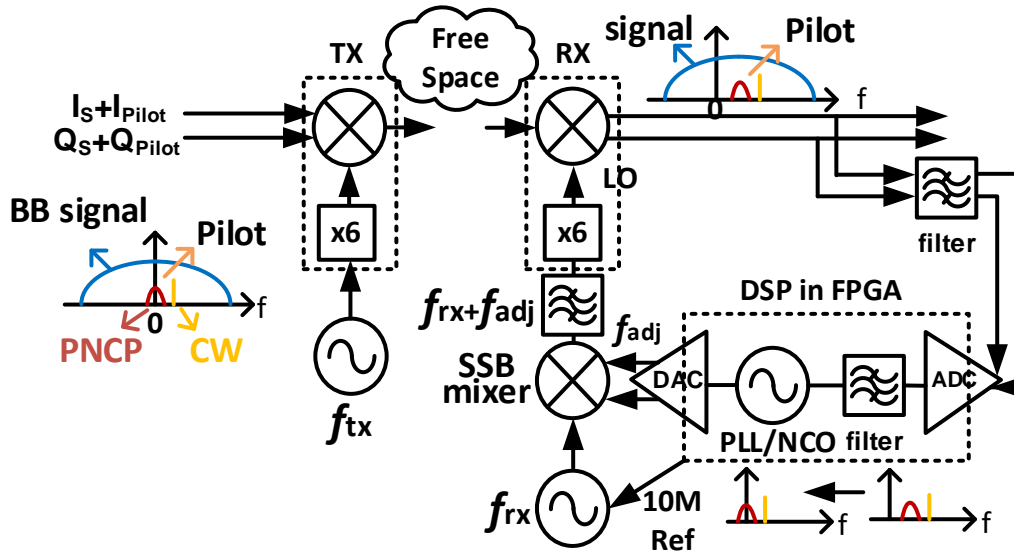 TX
Free
Space
RX
signal
Pilot
0
f
I_S+I_Pilot
Q_S+Q_Pilot
LO
x6
x6
filter
BB signal
Pilot
0
f
PNCP
CW
f_rx+f_adj
f_adj
DSP in FPGA
SSB
mixer
DAC
ADC
PLL/NCO
filter
f_tx
f_rx
10M
Ref
f
f